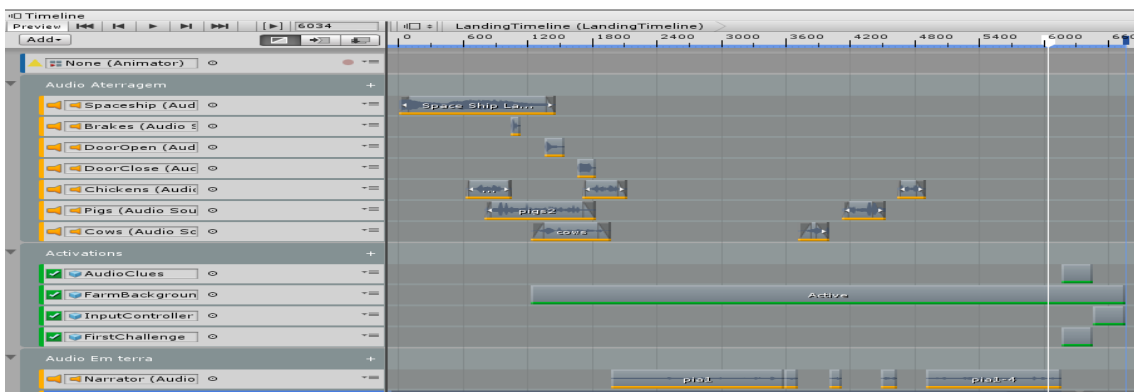 Timeline
Preview 6034 LandingTimeline (LandingTimeline)
Add 0 600 1200 1800 2400 3000 3600 4200 4800 5400 6000
None (Animator)
Audio Aterragem
Spaceship (Aud Space Ship La...
Brakes (Audio S
DoorOpen (Aud
DoorClose (Auc
Chickens (Audic ...
Pigs (Audio Sou pigs2
Cows (Audio Sc cows
Activations
AudioClues
FarmBackgroun Active
InputController
FirstChallenge
Audio Em terra
Narrator (Audio pia1 pia1-4